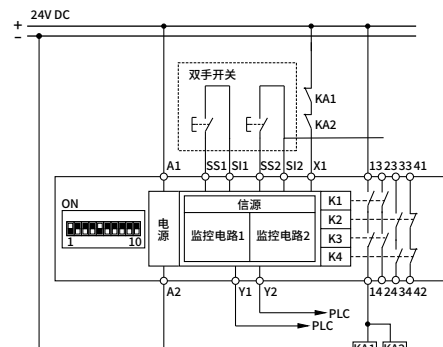 24V DC
+
−
双手开关
KA1
KA2
A1 SS1 SI1 SS2 SI2 X1 13 23 33 41
ON
1 10
电源
信源
监控电路1 监控电路2
K1
K2
K3
K4
A2 Y1 Y2 14 24 34 42
PLC
PLC
KA1 KA2